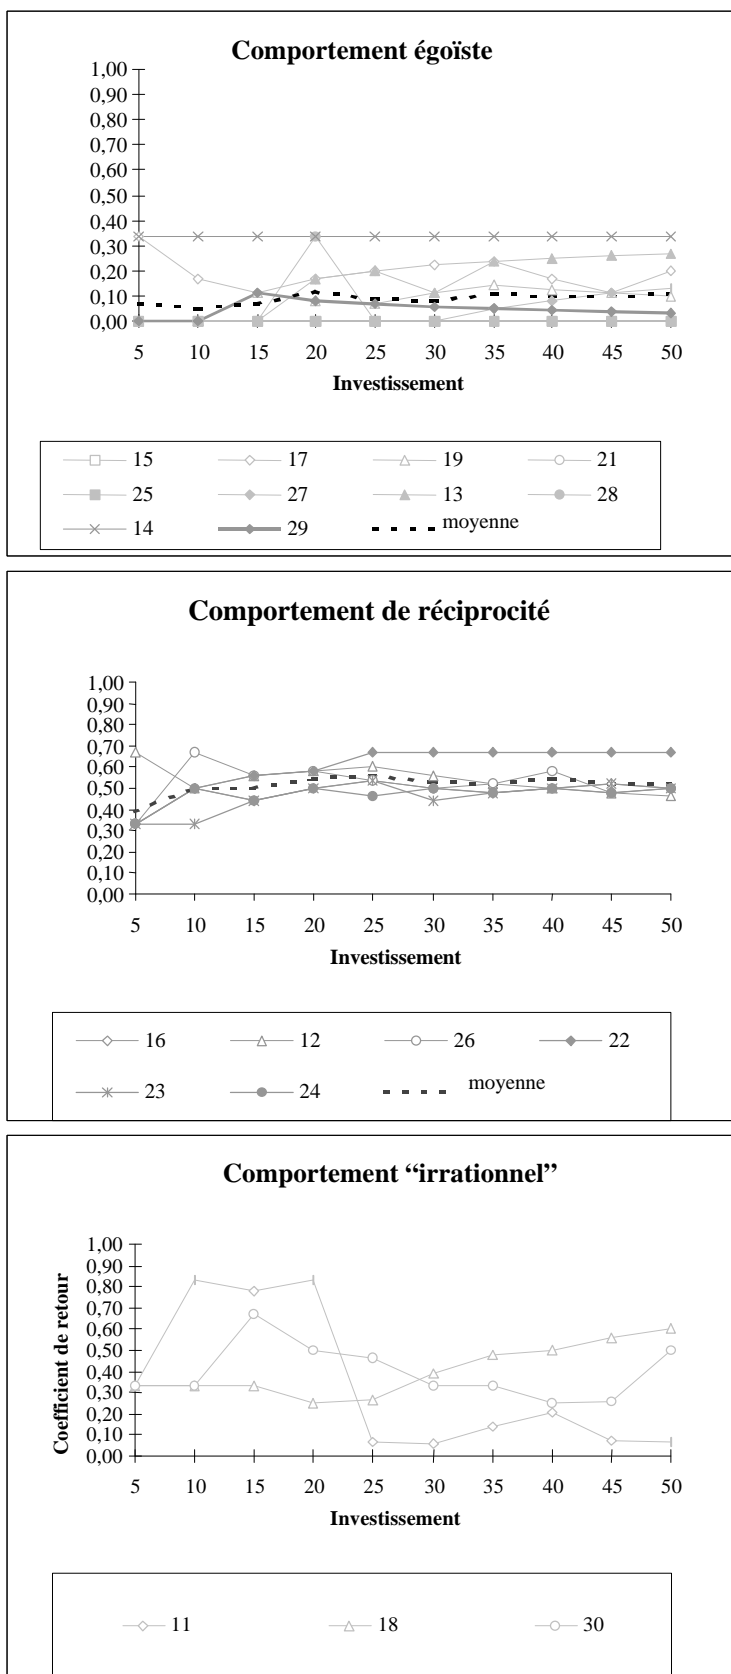 Comportement égoïste
1,00
0,90
0,80
0,70
0,60
0,50
0,40
0,30
0,20
0,10
0,00
5 10 15 20 25 30 35 40 45 50
Investissement
15 17 19 21
25 27 13 28
14 29 moyenne
Comportement de réciprocité
1,00
0,90
0,80
0,70
0,60
0,50
0,40
0,30
0,20
0,10
0,00
5 10 15 20 25 30 35 40 45 50
Investissement
16 12 26 22
23 24 moyenne
Comportement “irrationnel”
Coefficient de retour
1,00
0,90
0,80
0,70
0,60
0,50
0,40
0,30
0,20
0,10
0,00
5 10 15 20 25 30 35 40 45 50
Investissement
11 18 30